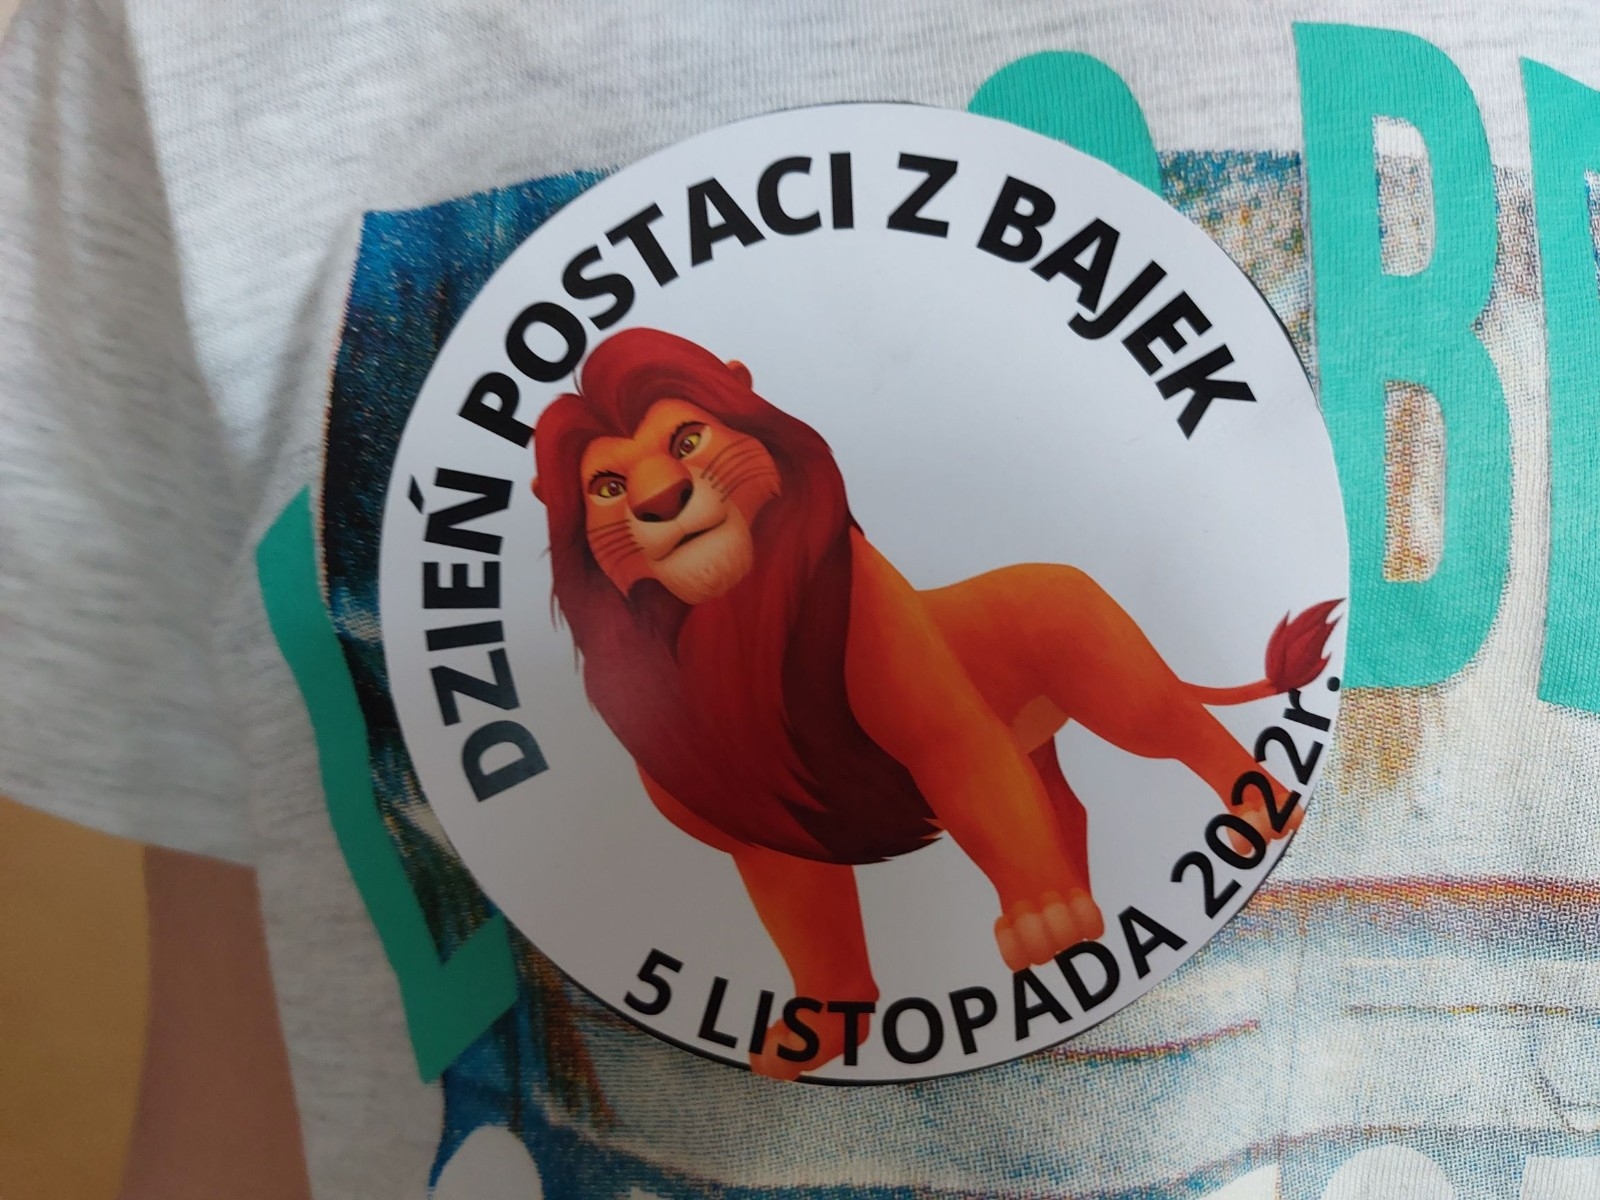 DZIEŃ POSTACI Z BAJEK
5 LISTOPADA 2022r.